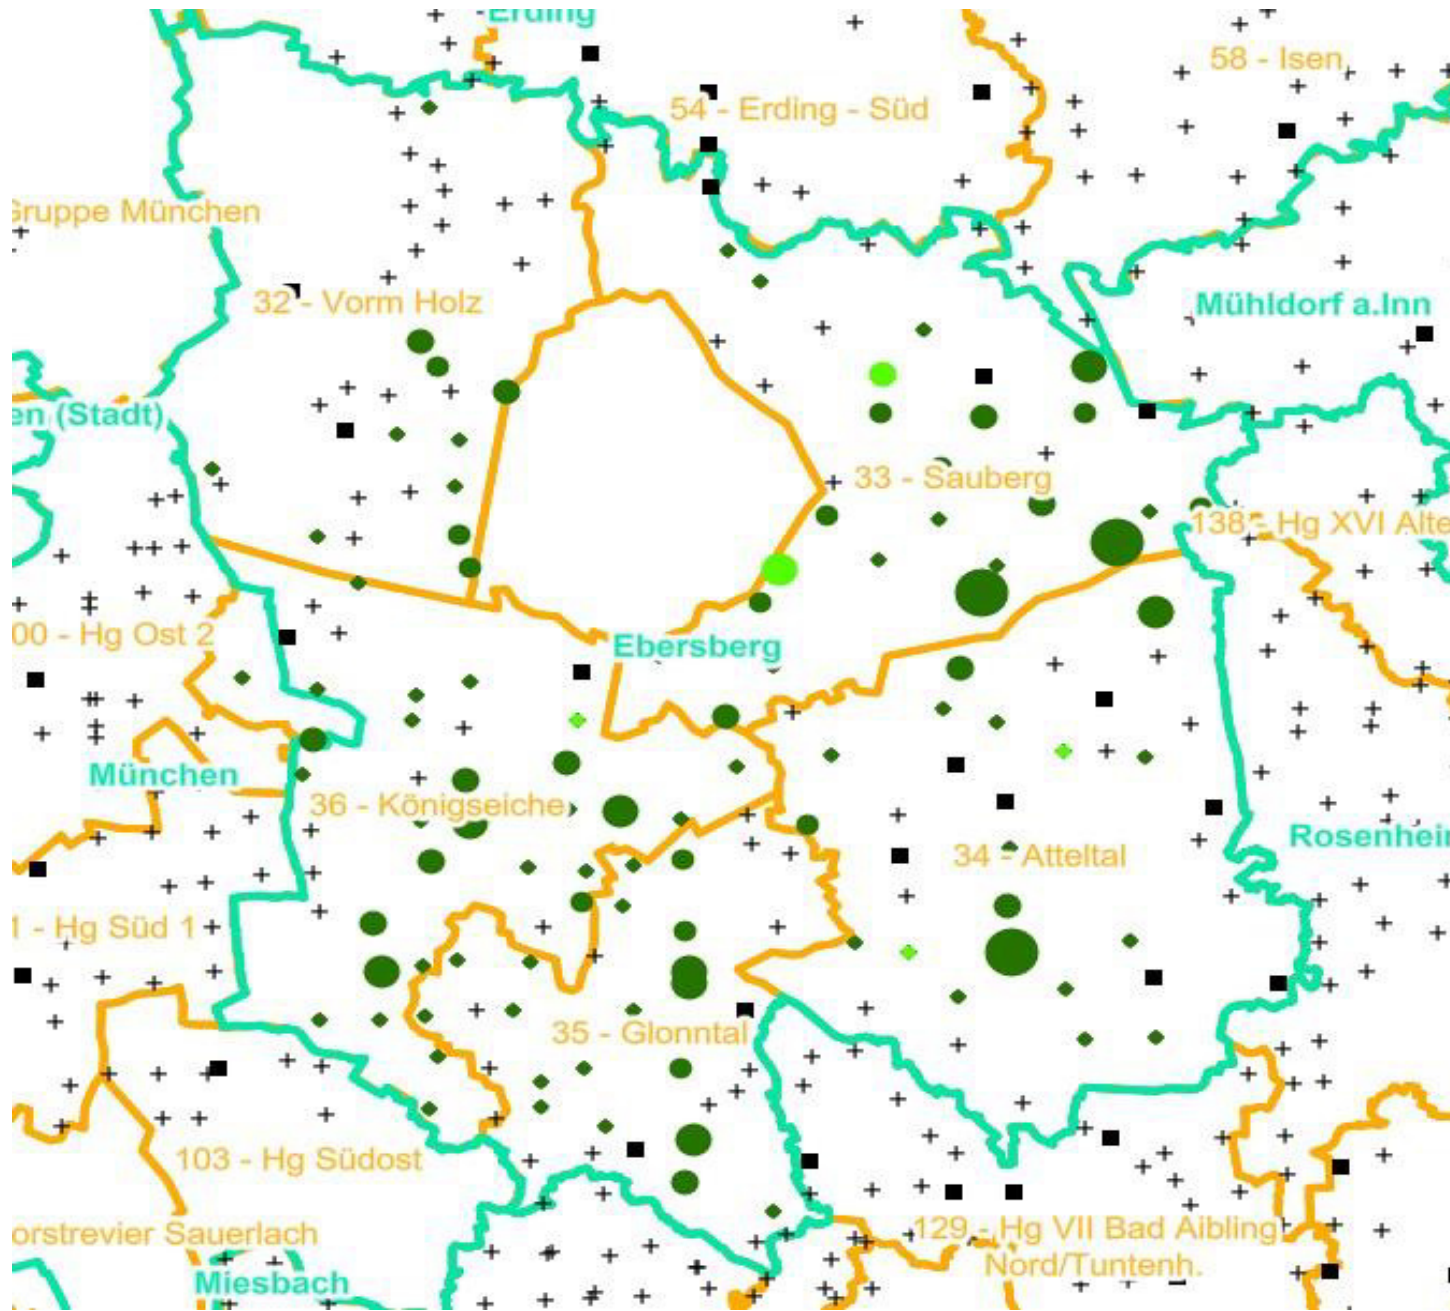 Erding
58 - Isen
54 - Erding - Süd
Gruppe München
32 - Vorm Holz
Mühldorf a.Inn
en (Stadt)
33 - Sauberg
138 - Hg XVI Alte
00 - Hg Ost 2
Ebersberg
München
36 - Königseiche
Rosenhei
34 - Atteltal
1 - Hg Süd 1
35 - Glonntal
103 - Hg Südost
orstrevier Sauerlach
129 - Hg VII Bad Aibling
Nord/Tuntenh.
Miesbach